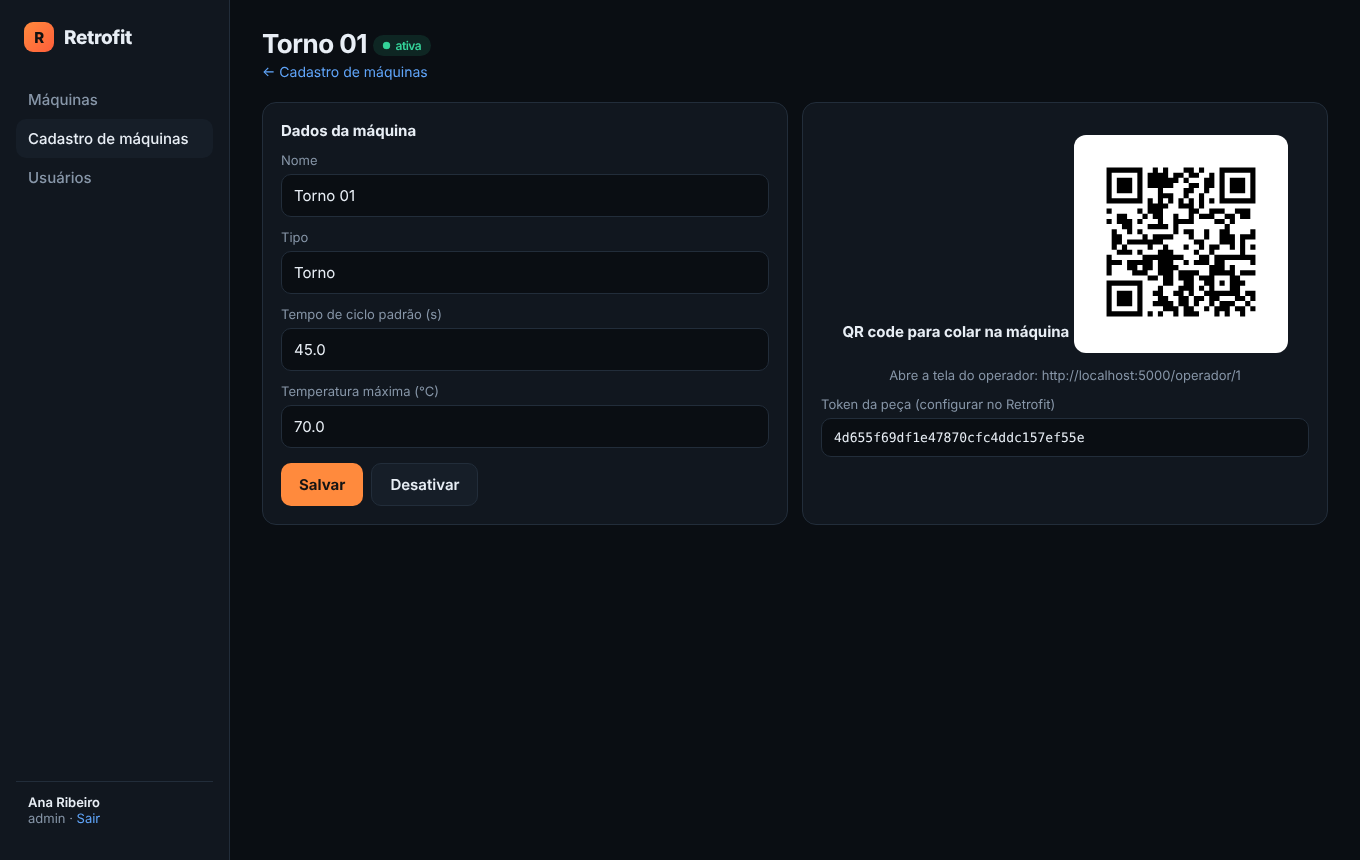 R Retrofit
Máquinas
Cadastro de máquinas
Usuários
Ana Ribeiro
admin · Sair
Torno 01 ativa
← Cadastro de máquinas
Dados da máquina
Nome
Torno 01
Tipo
Torno
Tempo de ciclo padrão (s)
45.0
Temperatura máxima (°C)
70.0
Salvar Desativar
QR code para colar na máquina
Abre a tela do operador: http://localhost:5000/operador/1
Token da peça (configurar no Retrofit)
4d655f69df1e47870cfc4ddc157ef55e